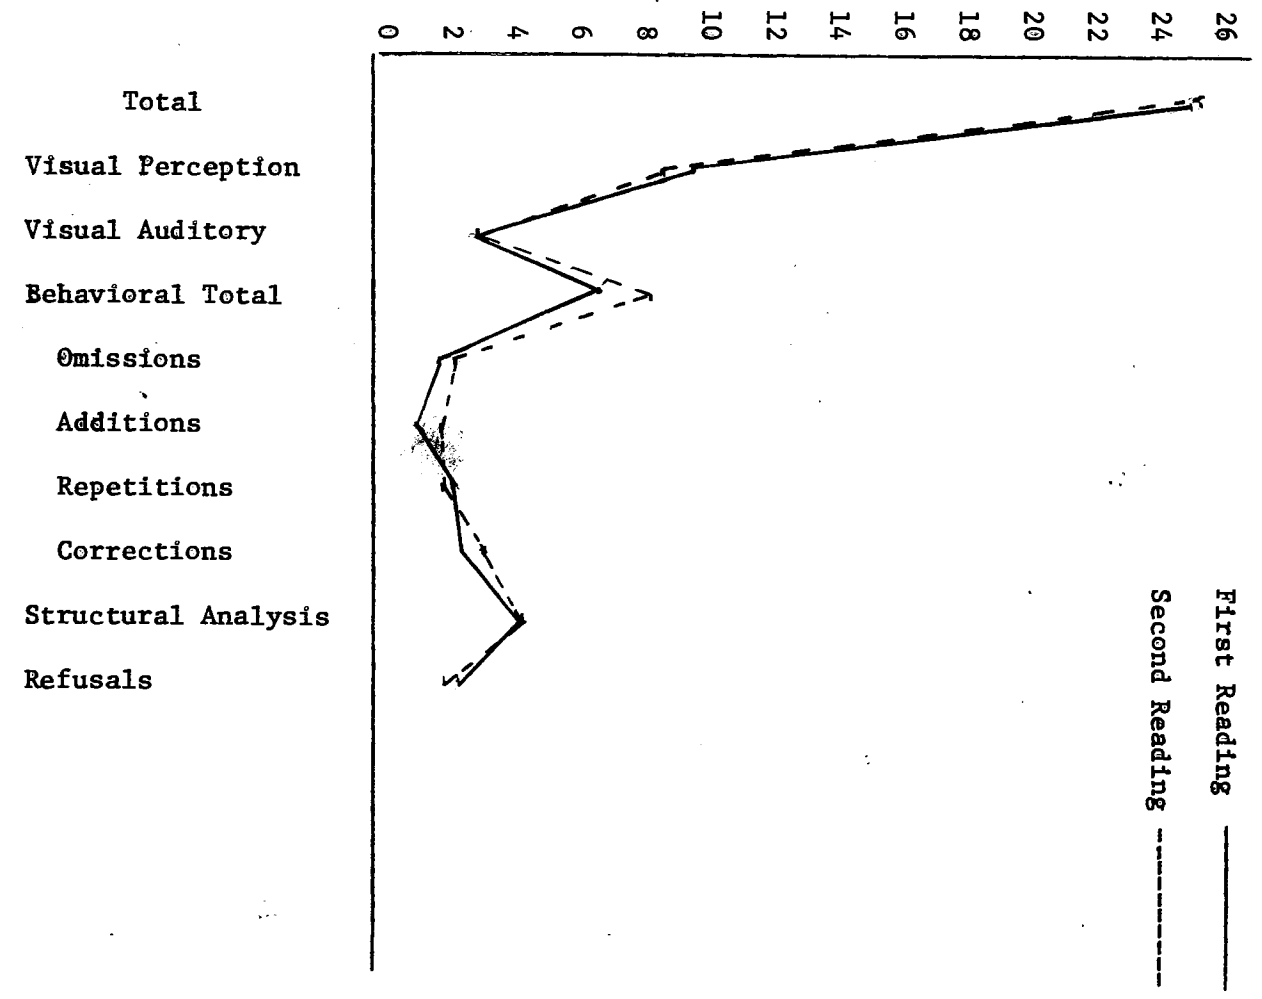 0 2 4 6 8 10 12 14 16 18 20 22 24 26
Total
Visual Perception
Visual Auditory
Behavioral Total
Omissions
Additions
Repetitions
Corrections
Structural Analysis
Refusals
First Reading
Second Reading